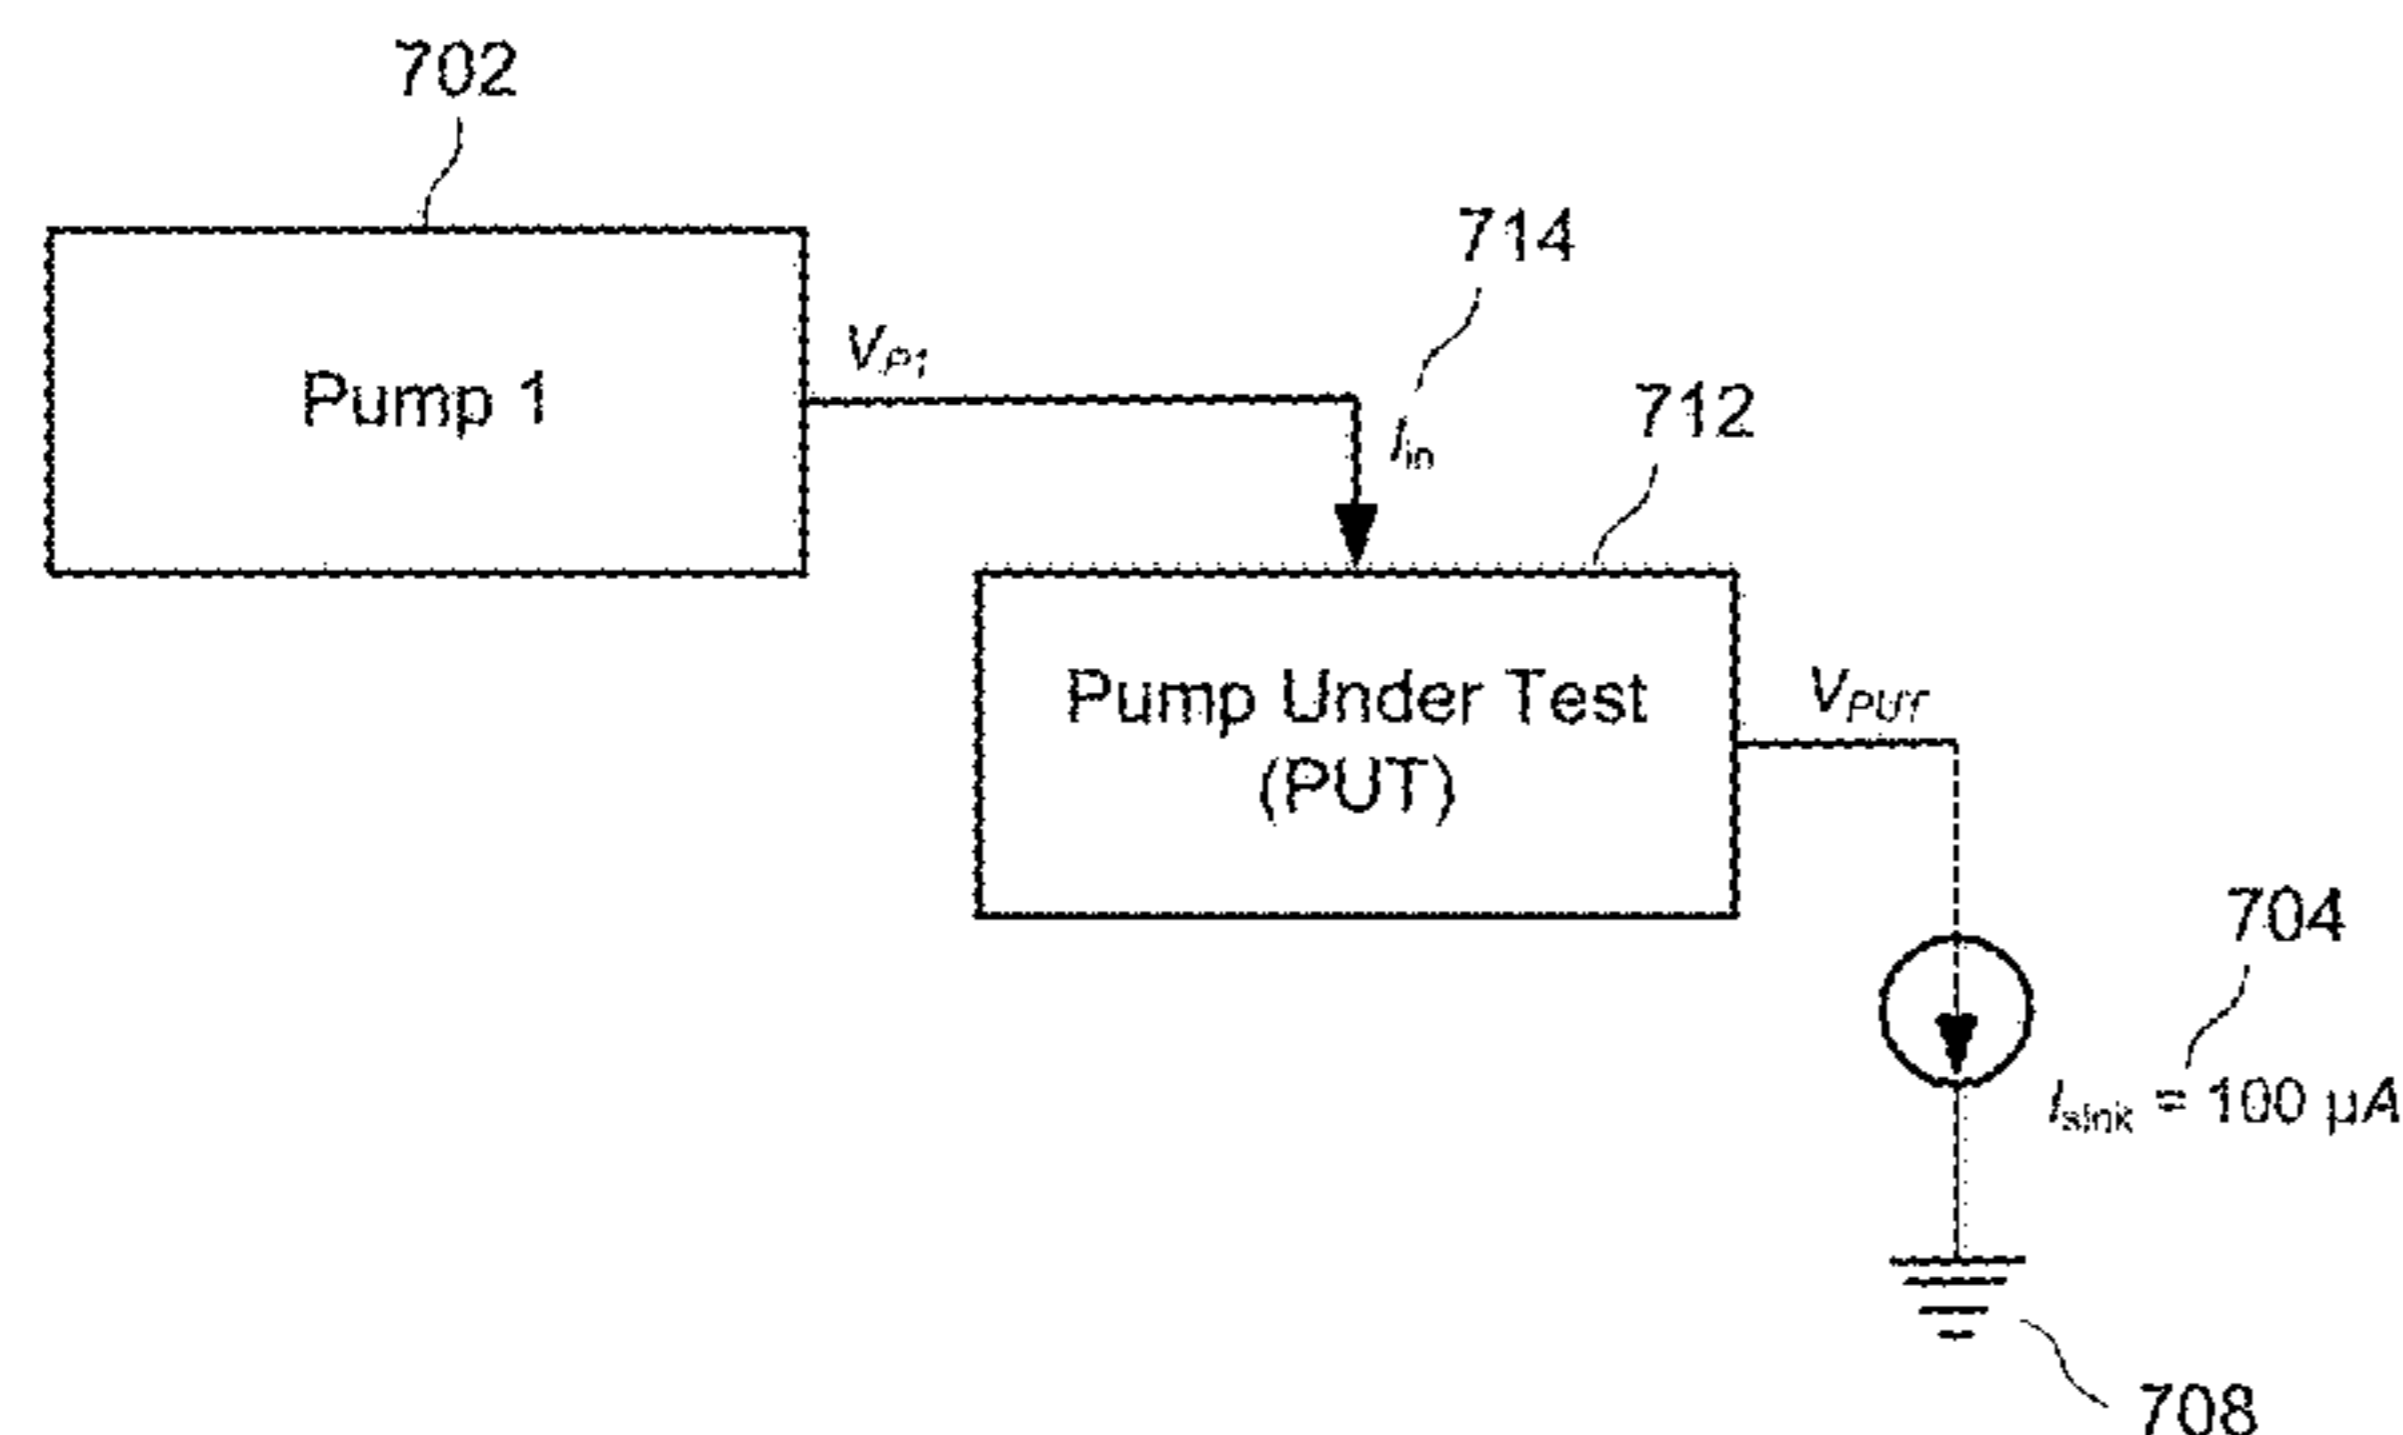 702
714
V_P1
Pump 1
I_in
712
Pump Under Test
(PUT)
V_PUT
704
I_sink = 100 µA
708